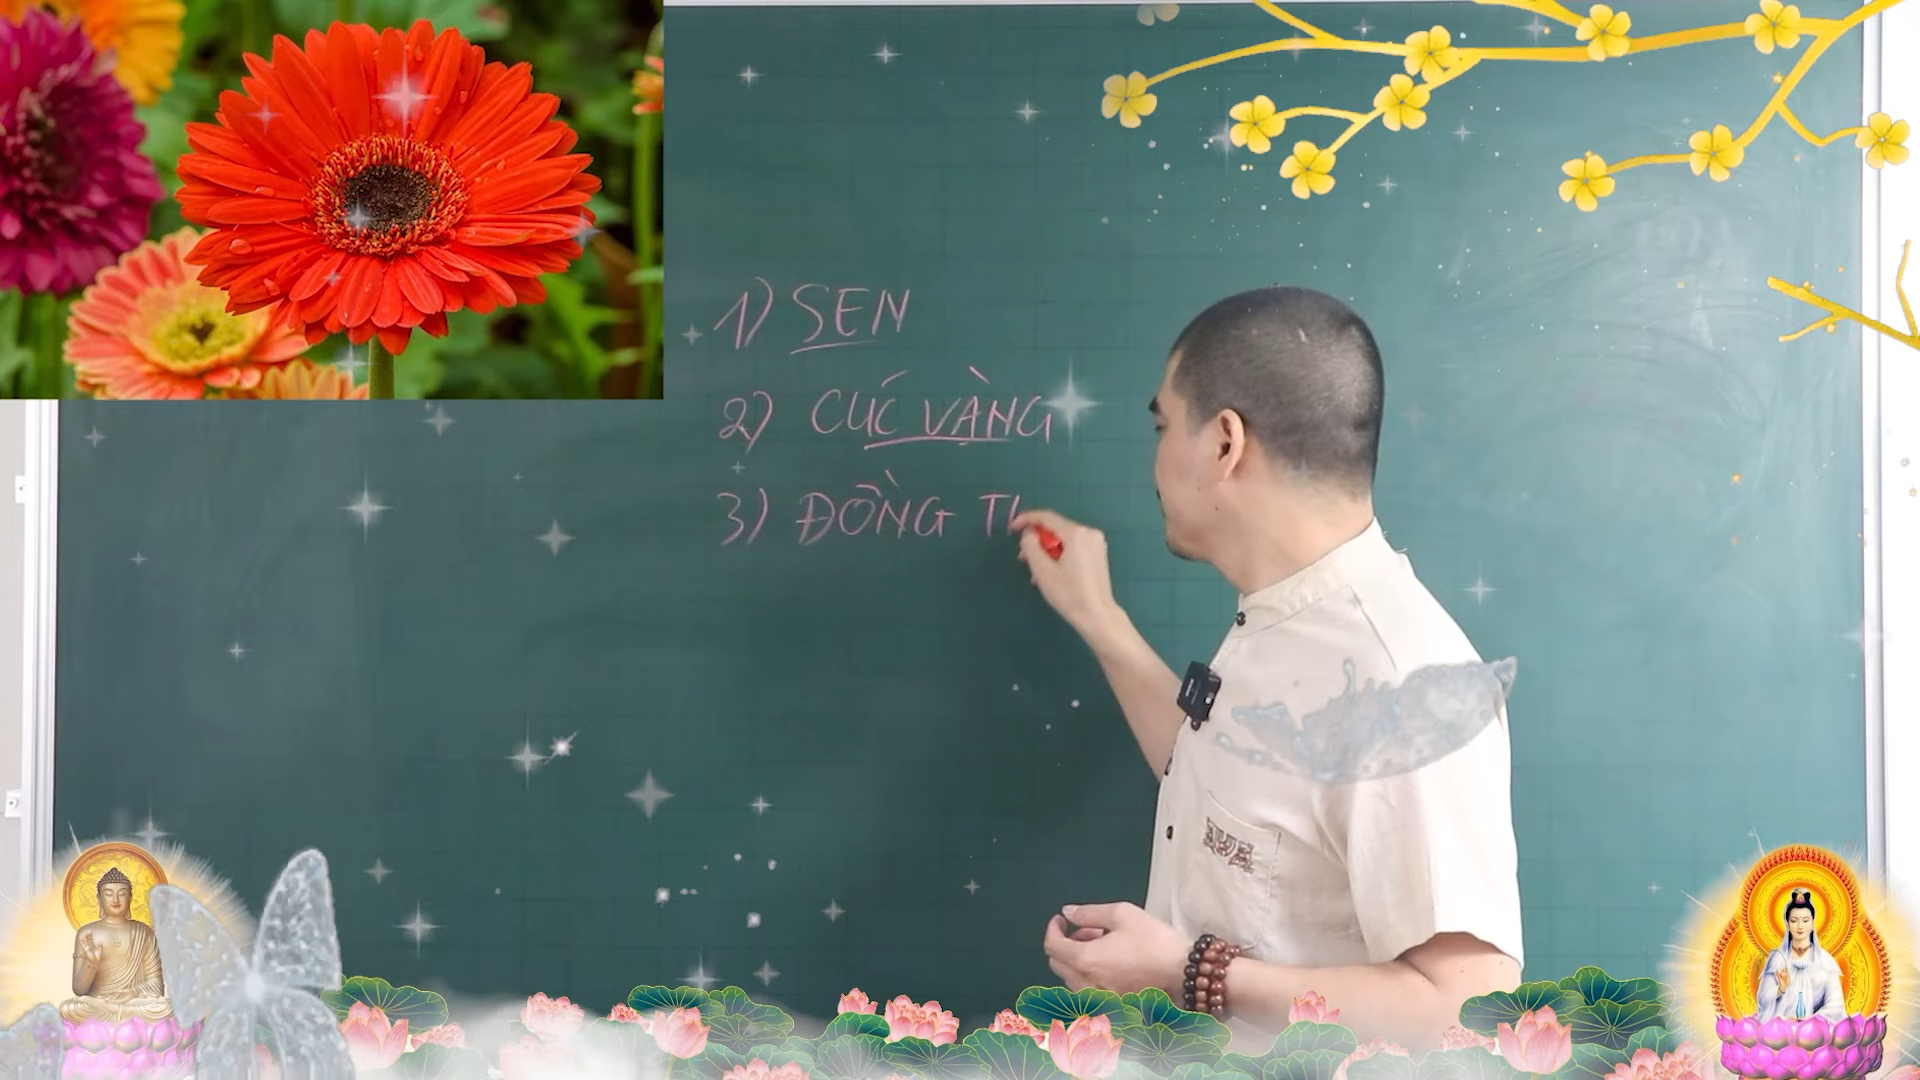 1) SEN
2) CÚC VÀNG
3) ĐỒNG T